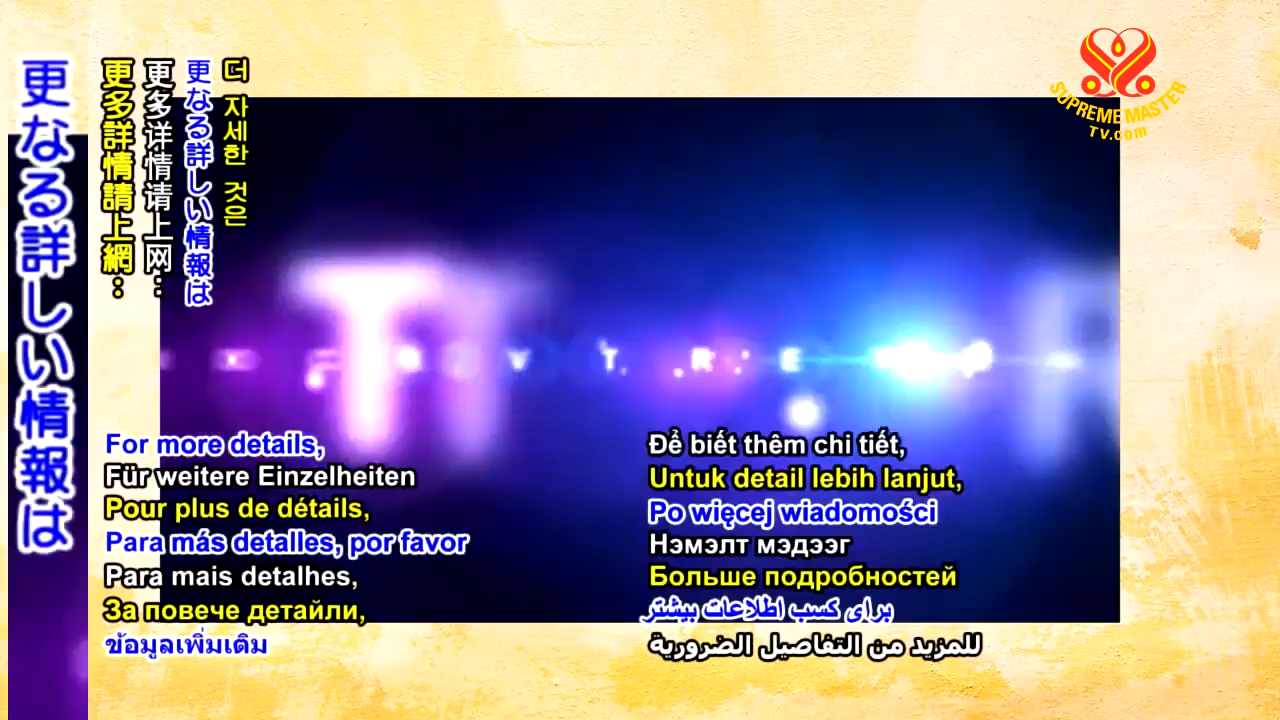 更なる詳しい情報は
更多詳情請上網：
更多详情请上网：
更なる詳しい情報は
더 자세한 것은
SUPREME MASTER
TV.com
For more details,
Für weitere Einzelheiten
Pour plus de détails,
Para más detalles, por favor
Para mais detalhes,
За повече детайли,
ข้อมูลเพิ่มเติม
Để biết thêm chi tiết,
Untuk detail lebih lanjut,
Po więcej wiadomości
Нэмэлт мэдээг
Больше подробностей
برای کسب اطلاعات بیشتر
للمزيد من التفاصيل الضرورية